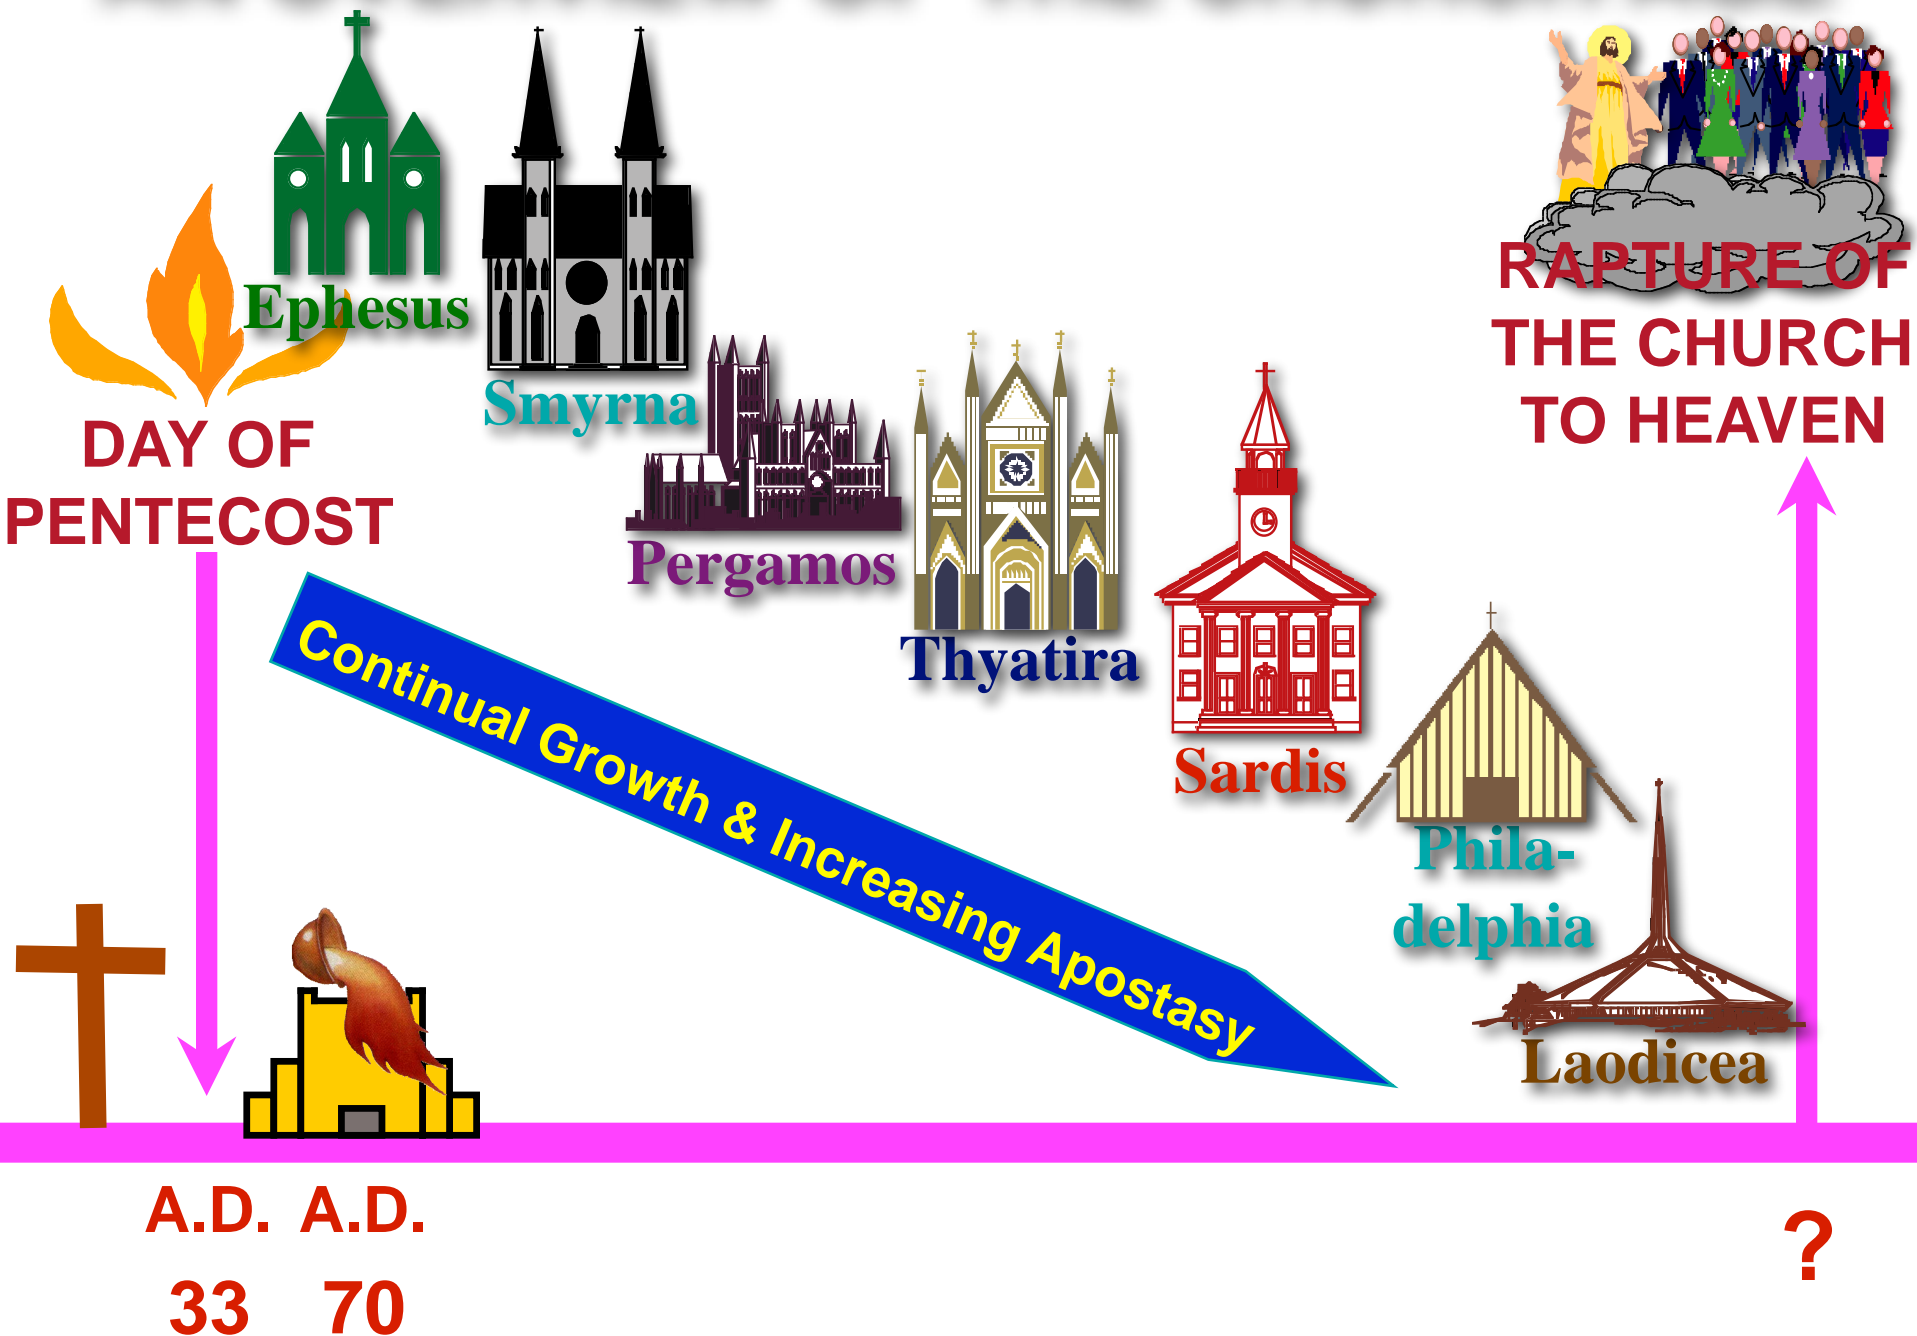 Ephesus
Smyrna
Pergamos
Thyatira
Sardis
Phila-
delphia
Laodicea
DAY OF
PENTECOST
RAPTURE OF
THE CHURCH
TO HEAVEN
Continual Growth & Increasing Apostasy
A.D. A.D.
33 70
?